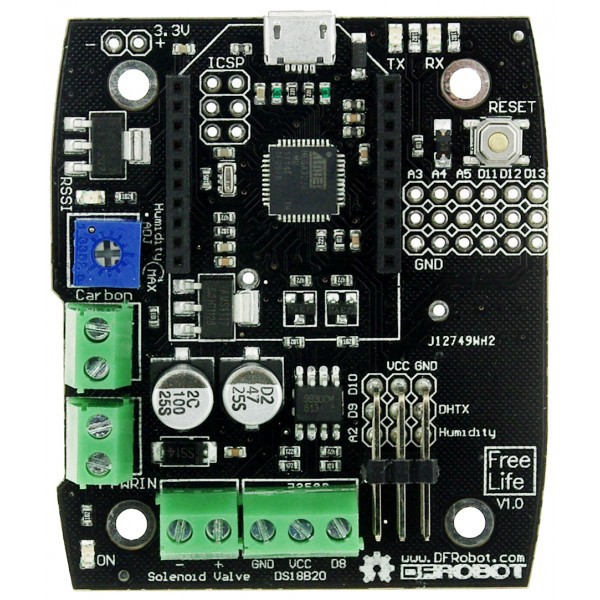 - + 3.3V
ICSP
TX RX
RESET
RSSI
A3 A4 A5 D11 D12 D13
GND
Humidity
ADJ
MAX
Carbon
J12749WH2
VCC GND
D10
D9
A2
DHTX
Humidity
2C
100
25S
D2
47
25S
SS14
PWRIN
Free
Life
V1.0
ON
- +
Solenoid Valve
GND VCC D8
DS18B20
www.DFRobot.com
DFROBOT